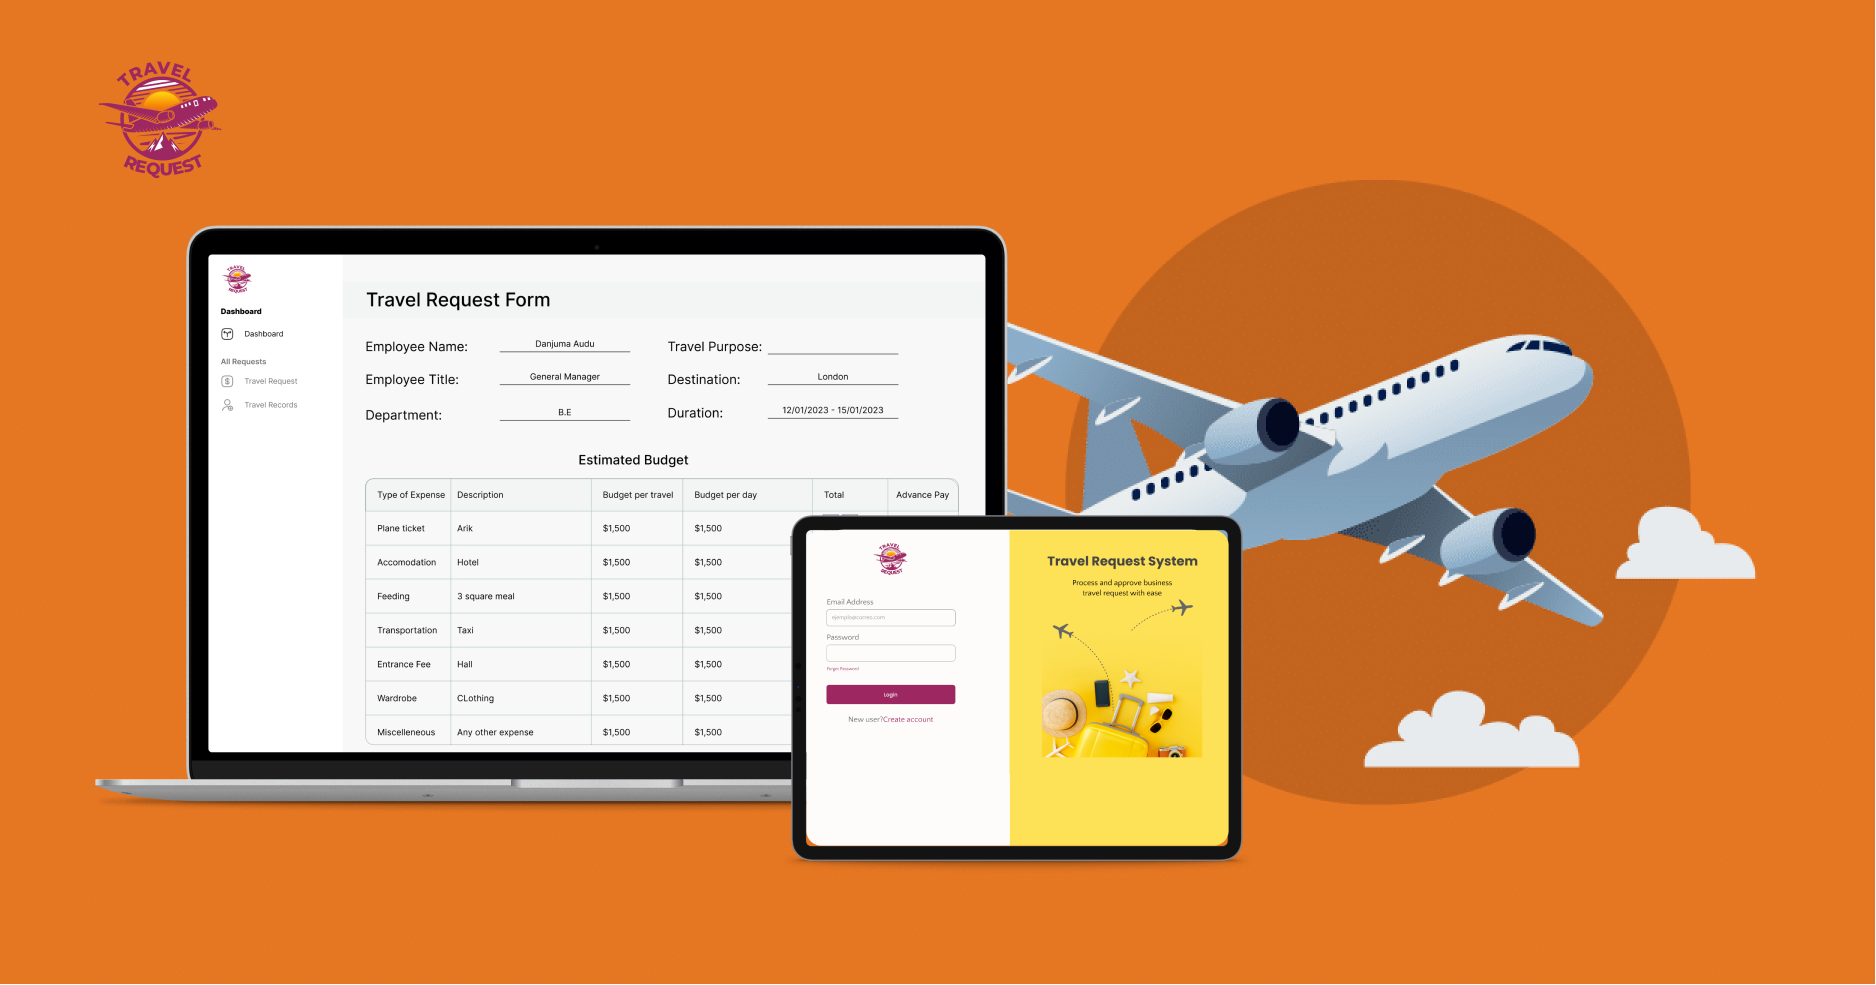 TRAVEL
REQUEST
TRAVEL
REQUEST
Dashboard
Dashboard
All Requests
Travel Request
Travel Records
Travel Request Form
Employee Name: Danjuma Audu Travel Purpose:
Employee Title: General Manager Destination: London
Department: B.E Duration: 12/01/2023 - 15/01/2023
Estimated Budget
Type of Expense Description Budget per travel Budget per day Total Advance Pay
Plane ticket Arik $1,500 $1,500
Accomodation Hotel $1,500 $1,500
Feeding 3 square meal $1,500 $1,500
Transportation Taxi $1,500 $1,500
Entrance Fee Hall $1,500 $1,500
Wardrobe CLothing $1,500 $1,500
Miscelleneous Any other expense $1,500 $1,500
TRAVEL
REQUEST
Email Address
Password
Forget Password
Login
New user?Create account
Travel Request System
Process and approve business
travel request with ease